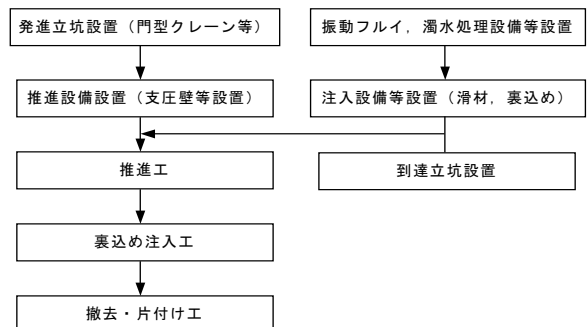 発進立坑設置（門型クレーン等）
振動フルイ，濁水処理設備等設置
推進設備設置（支圧壁等設置）
注入設備等設置（滑材，裏込め）
推進工
到達立坑設置
裏込め注入工
撤去・片付け工